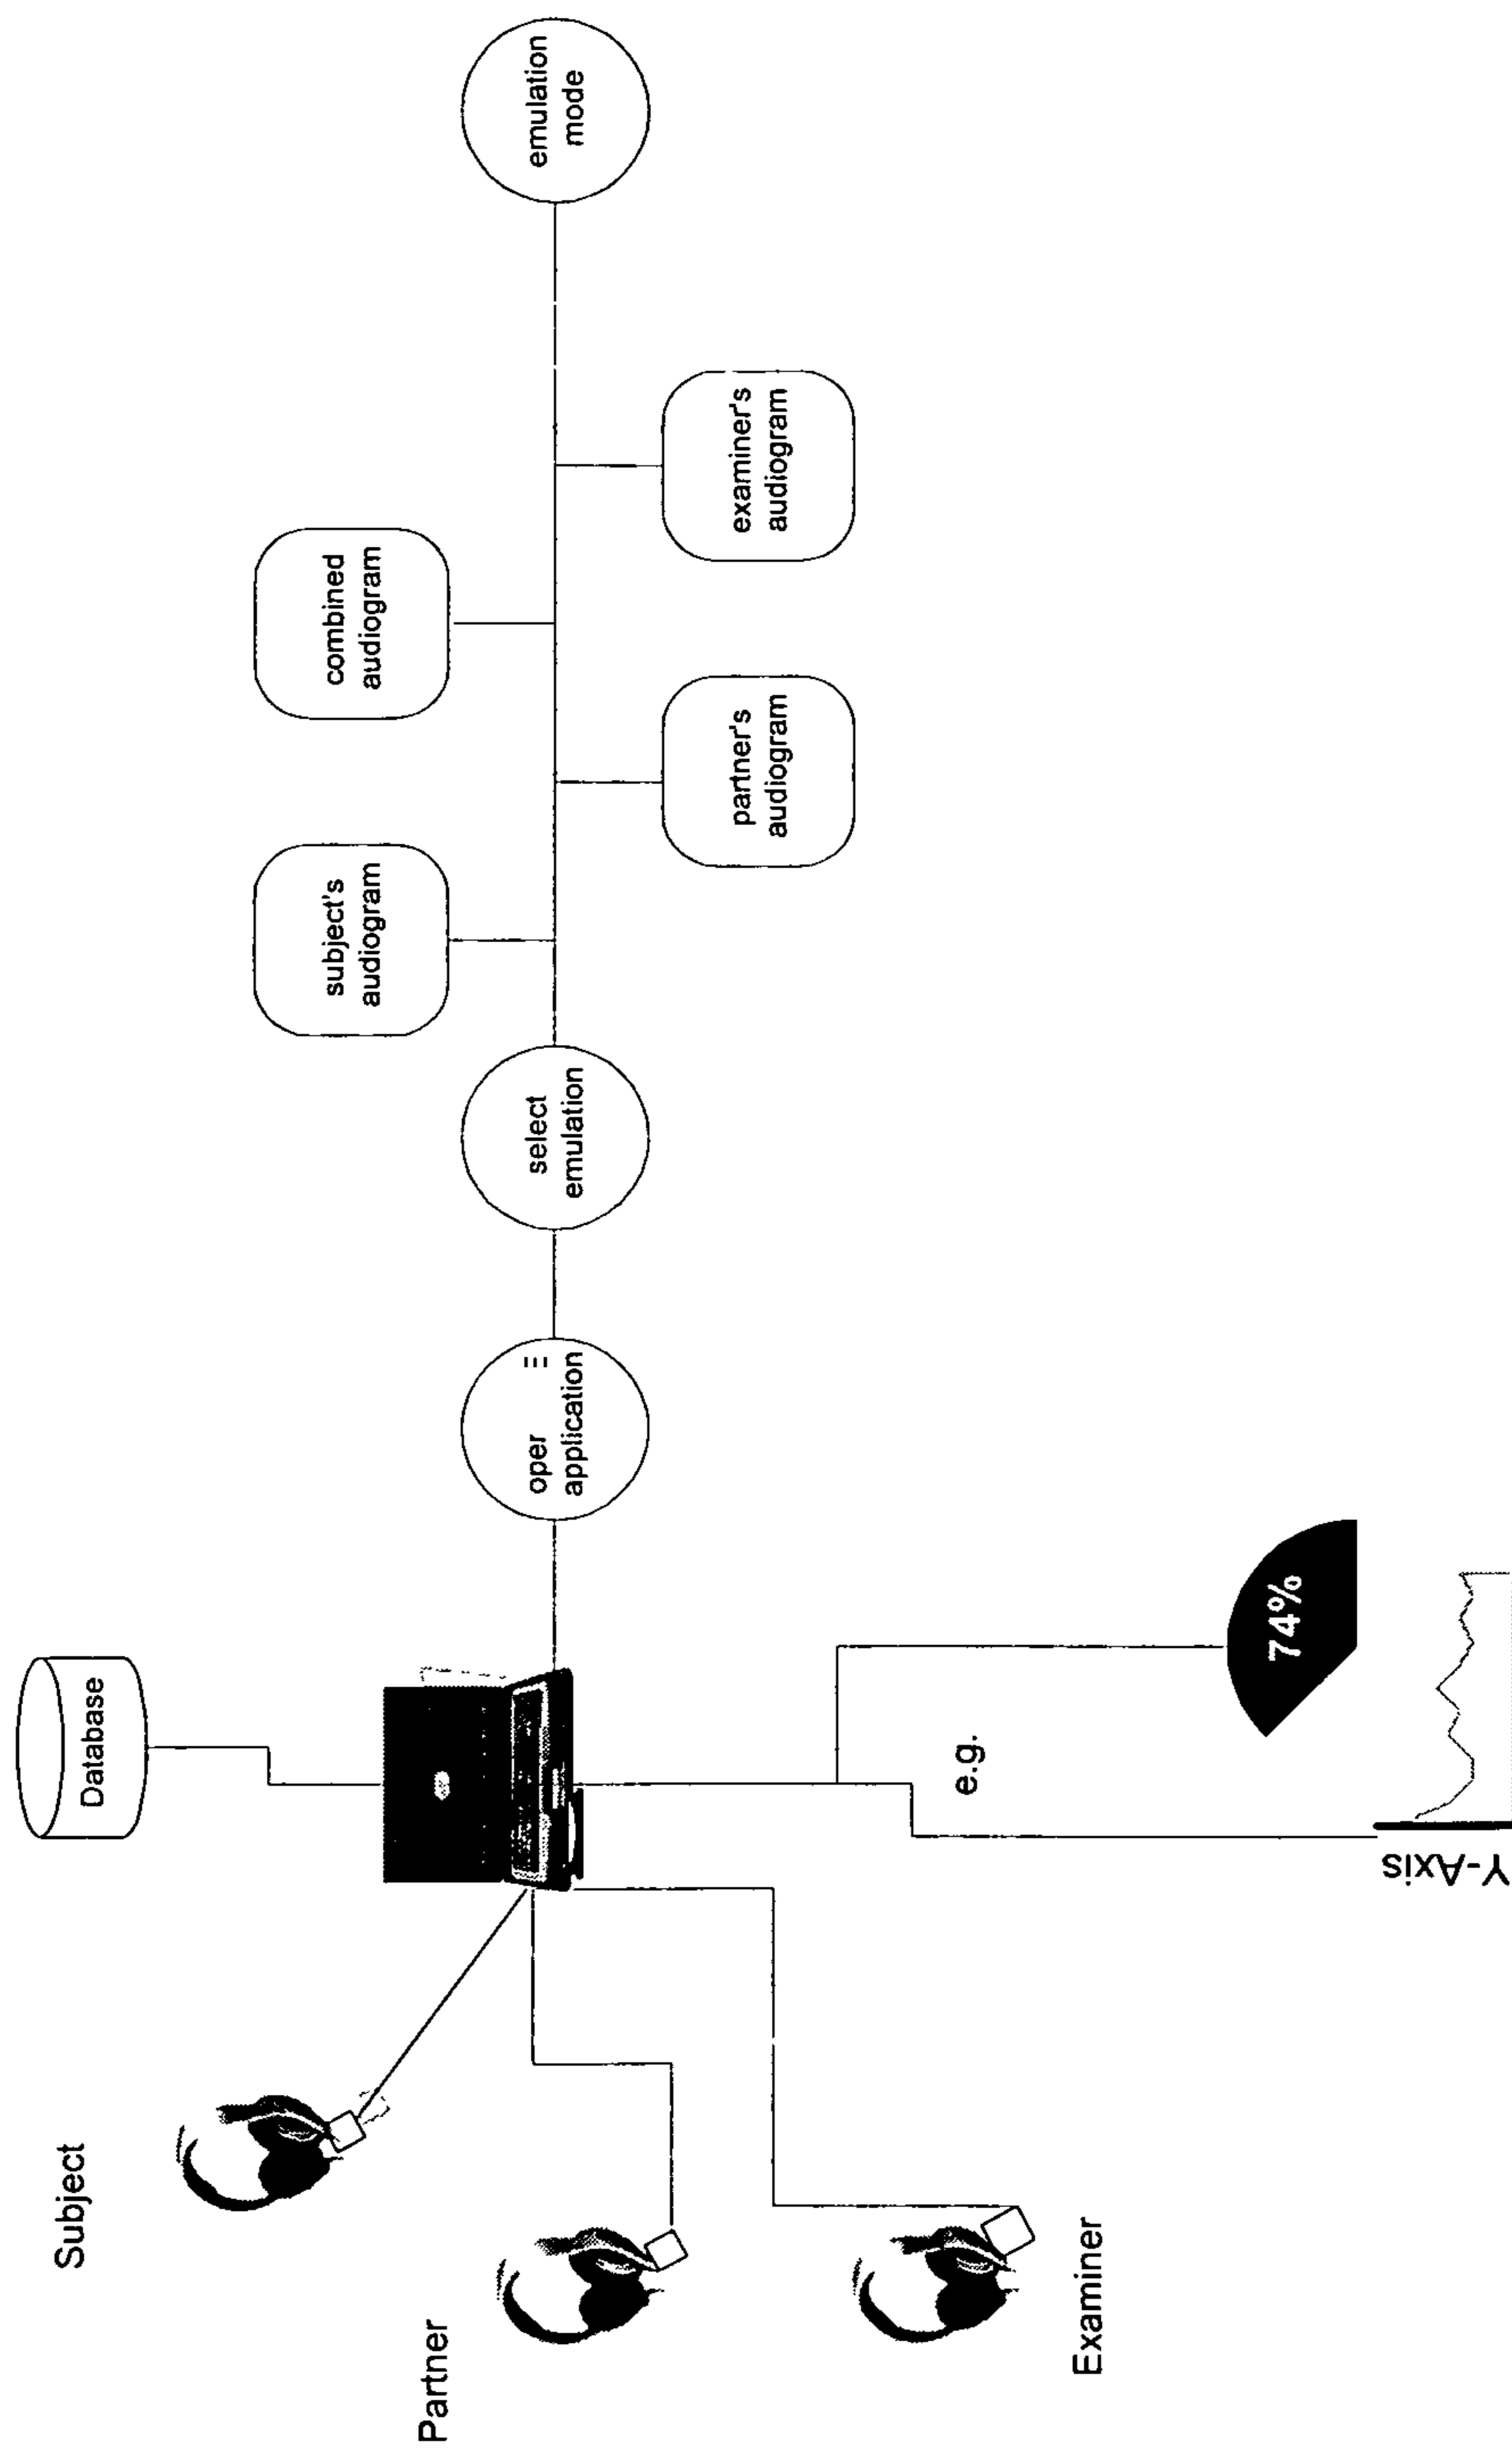 Subject
Partner
Examiner
Database
e.g.
74%
Y-Axis
oper
application
select
emulation
subject's
audiogram
partner's
audiogram
combined
audiogram
examiner's
audiogram
emulation
mode